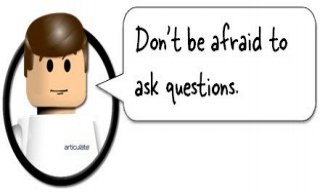 Don't be afraid to
ask questions.
articulate